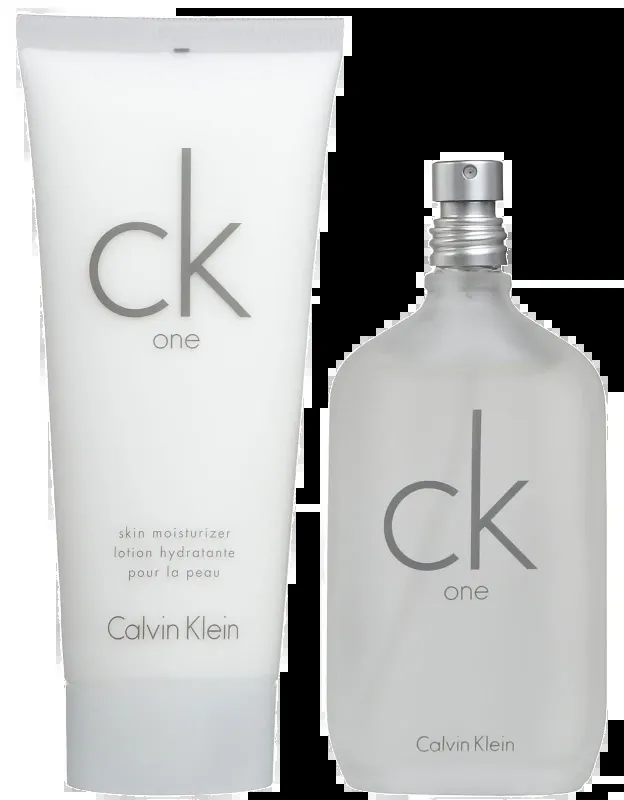 ck
one
skin moisturizer
lotion hydratante
pour la peau
Calvin Klein
ck
one
Calvin Klein